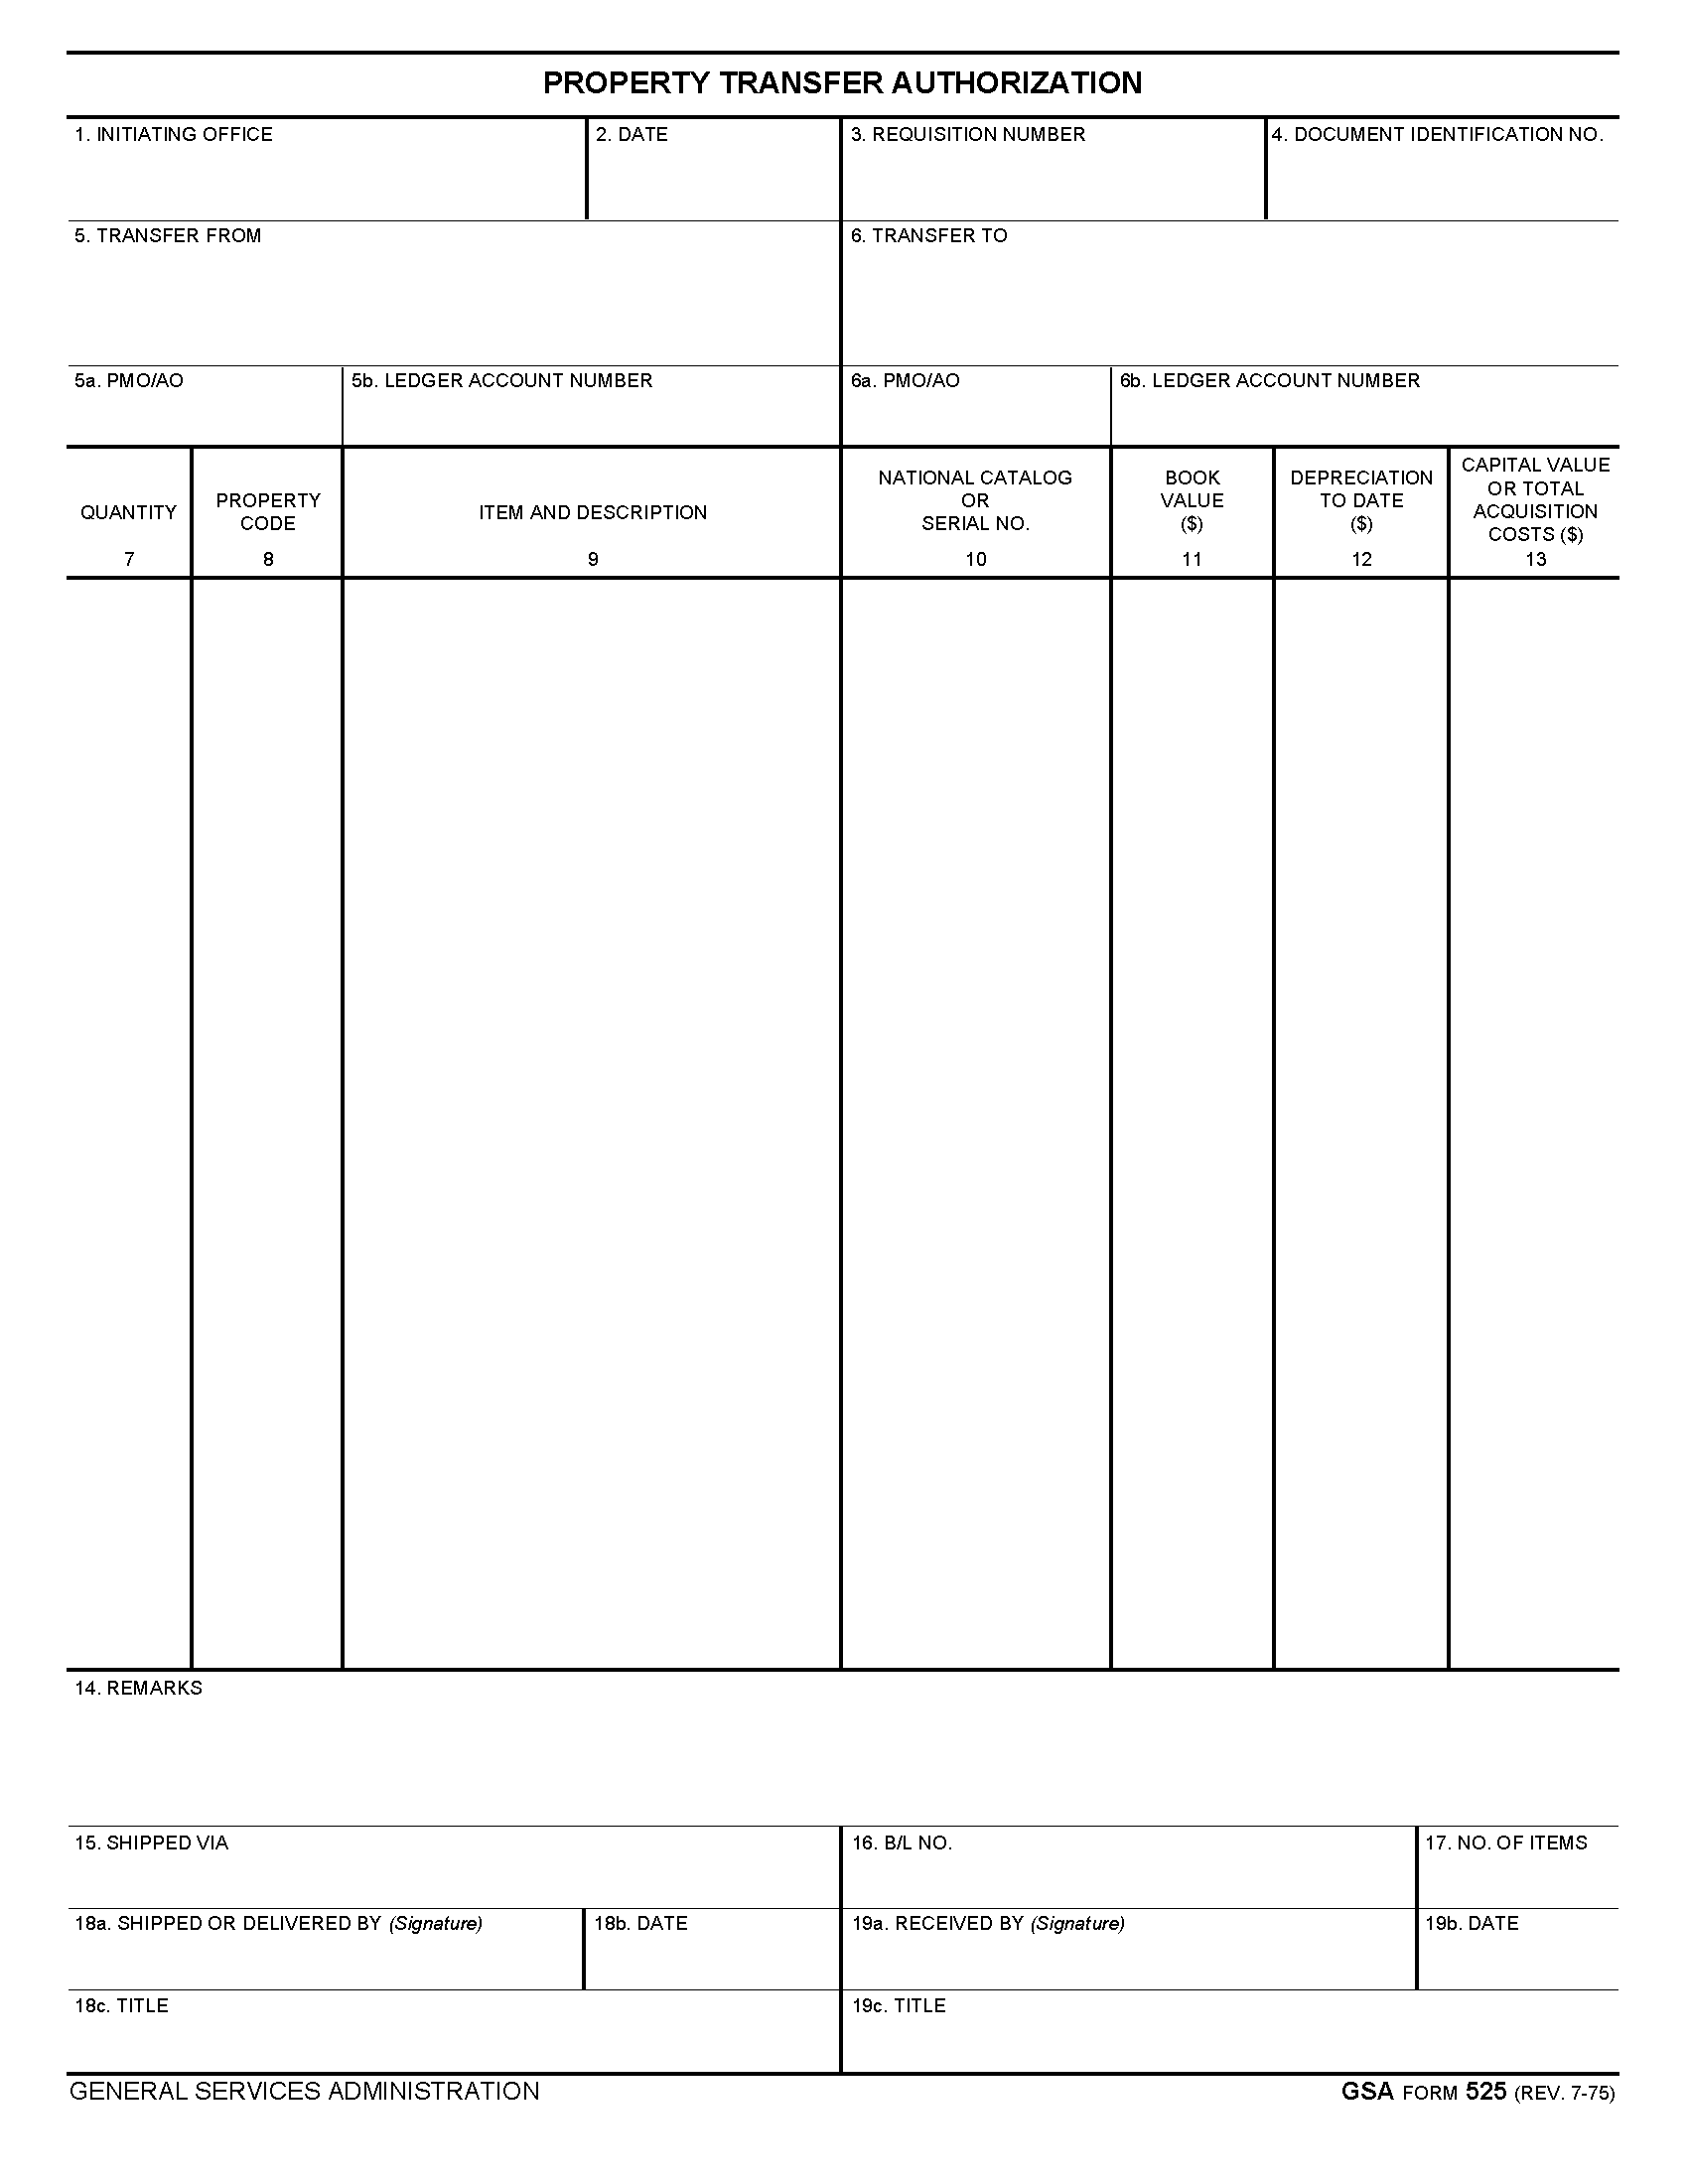 PROPERTY TRANSFER AUTHORIZATION
1. INITIATING OFFICE
2. DATE
3. REQUISITION NUMBER
4. DOCUMENT IDENTIFICATION NO.
5. TRANSFER FROM
6. TRANSFER TO
5a. PMO/AO
5b. LEDGER ACCOUNT NUMBER
6a. PMO/AO
6b. LEDGER ACCOUNT NUMBER
QUANTITY
7
PROPERTY
CODE
8
ITEM AND DESCRIPTION
9
NATIONAL CATALOG
OR
SERIAL NO.
10
BOOK
VALUE
($)
11
DEPRECIATION
TO DATE
($)
12
CAPITAL VALUE
OR TOTAL
ACQUISITION
COSTS ($)
13
14. REMARKS
15. SHIPPED VIA
16. B/L NO.
17. NO. OF ITEMS
18a. SHIPPED OR DELIVERED BY (Signature)
18b. DATE
19a. RECEIVED BY (Signature)
19b. DATE
18c. TITLE
19c. TITLE
GENERAL SERVICES ADMINISTRATION
GSA FORM 525 (REV. 7-75)